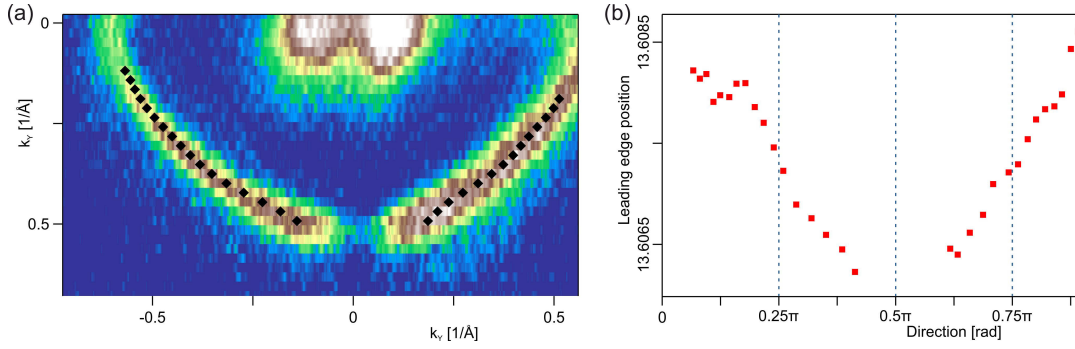 (a)
0
0.5
k_Y [1/Å]
-0.5
0
0.5
k_Y [1/Å]
(b)
13.6085
13.6065
Leading edge position
0
0.25π
0.5π
0.75π
Direction [rad]